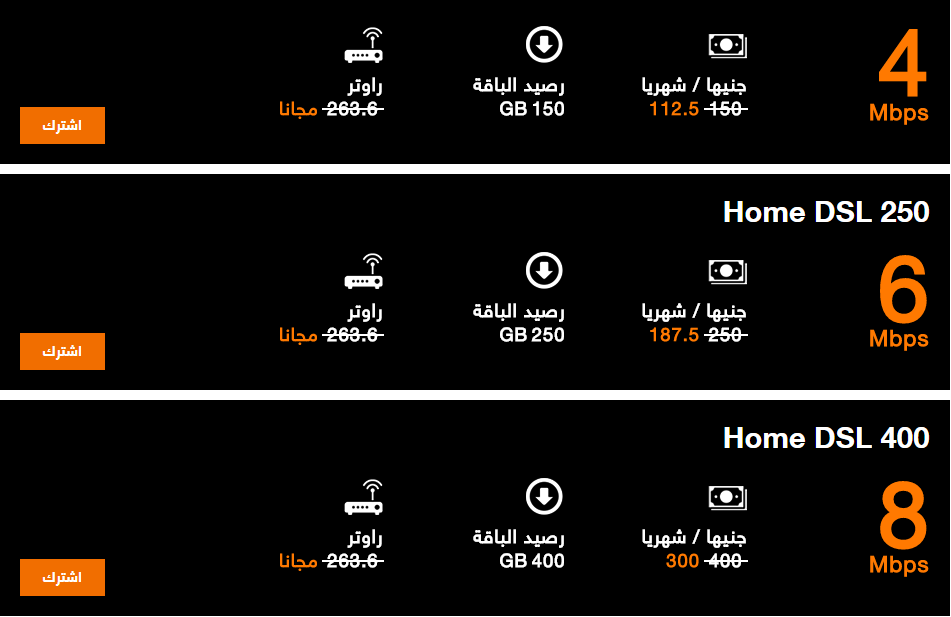 4
Mbps
جنيها / شهريا
150 112.5
رصيد الباقة
150 GB
راوتر
263.6 مجانا
اشترك
Home DSL 250
6
Mbps
جنيها / شهريا
250 187.5
رصيد الباقة
250 GB
راوتر
263.6 مجانا
اشترك
Home DSL 400
8
Mbps
جنيها / شهريا
400 300
رصيد الباقة
400 GB
راوتر
263.6 مجانا
اشترك